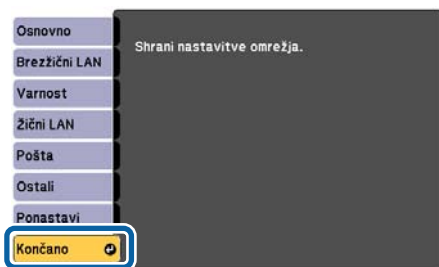 Osnovno
Shrani nastavitve omrežja.
Brezžični LAN
Varnost
Žični LAN
Pošta
Ostali
Ponastavi
Končano